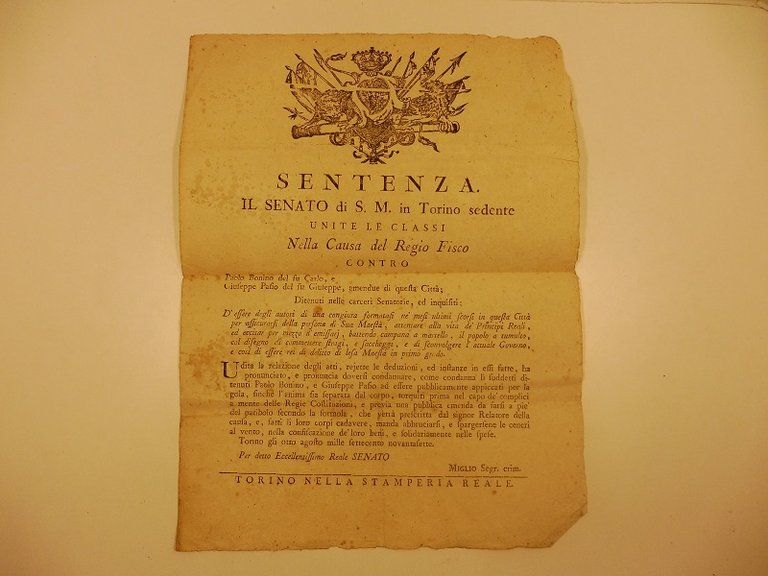 SENTENZA.
IL SENATO di S. M. in Torino sedente
UNITE LE CLASSI
Nella Causa del Regio Fisco
CONTRO
Paolo Bonino del fu Carlo, e
Giuseppe Pasio del fu Giuseppe, amendue di questa Città;
Ditenuti nelle carceri Senatorie, ed inquisiti;
D'essere degli autori di una congiura formatasi ne' mesi ultimi scorsi in questa Città
per assicurarsi della persona di Sua Maestà, attentare alla vita de' Principi Reali,
ed eccitar per mezzo d'emissarj, battendo campana a martello, il popolo a tumulto,
col disegno di commettere stragi, e saccheggi, e di sconvolgere l'attuale Governo,
e così di essere rei di delitto di lesa Maestà in primo grado.
Udita la relazione degli atti, rejette le deduzioni, ed instanze in essi fatte, ha
pronunciato, e pronuncia doversi condannare, come condanna li suddetti di-
tenuti Paolo Bonino, e Giuseppe Pasio ad essere pubblicamente appiccati per la
gola, finchè l'anima sia separata dal corpo, torquiti prima nel capo de' complici
a mente delle Regie Costituzioni, e previa una pubblica emenda da farsi a piè
del patibolo secondo la formola, che verrà prescritta dal signor Relatore della
causa, e, fatti li loro corpi cadavere, manda abbruciarsi, e spargersene le ceneri
al vento, nella confiscazione de' loro beni, e solidariamente nelle spese.
Torino gli otto agosto mille settecento novantasette.
Per detto Eccellentissimo Reale SENATO
MIGLIO Segr. crim.
TORINO NELLA STAMPERIA REALE.